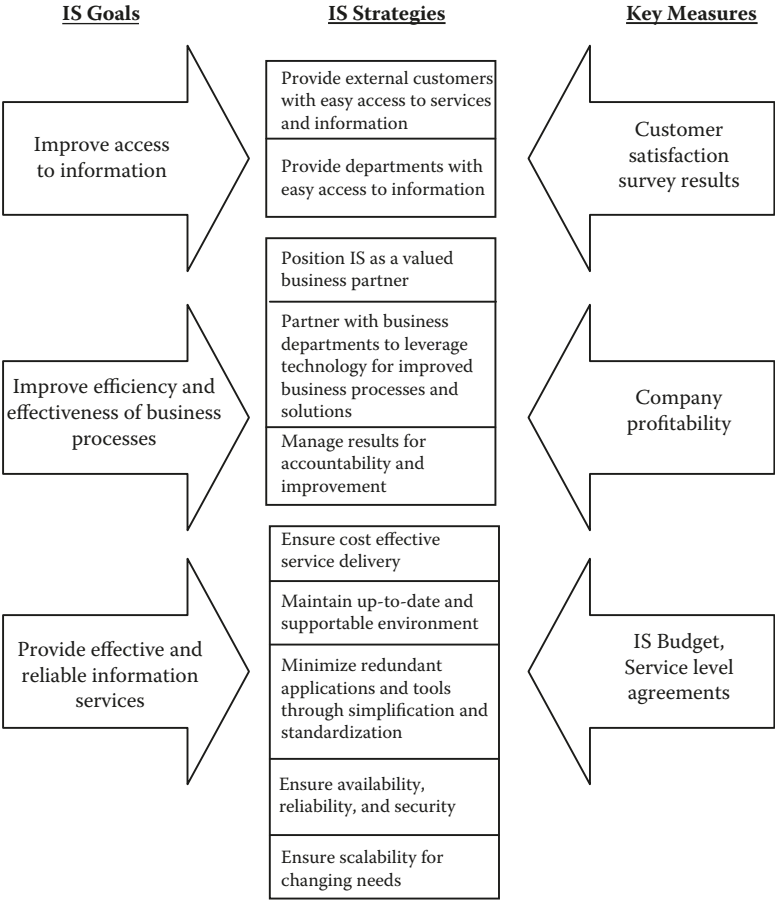 IS Goals
IS Strategies
Key Measures
Improve access
to information
Provide external customers
with easy access to services
and information
Provide departments with
easy access to information
Customer
satisfaction
survey results
Improve efficiency and
effectiveness of business
processes
Position IS as a valued
business partner
Partner with business
departments to leverage
technology for improved
business processes and
solutions
Manage results for
accountability and
improvement
Company
profitability
Provide effective and
reliable information
services
Ensure cost effective
service delivery
Maintain up-to-date and
supportable environment
Minimize redundant
applications and tools
through simplification and
standardization
Ensure availability,
reliability, and security
Ensure scalability for
changing needs
IS Budget,
Service level
agreements